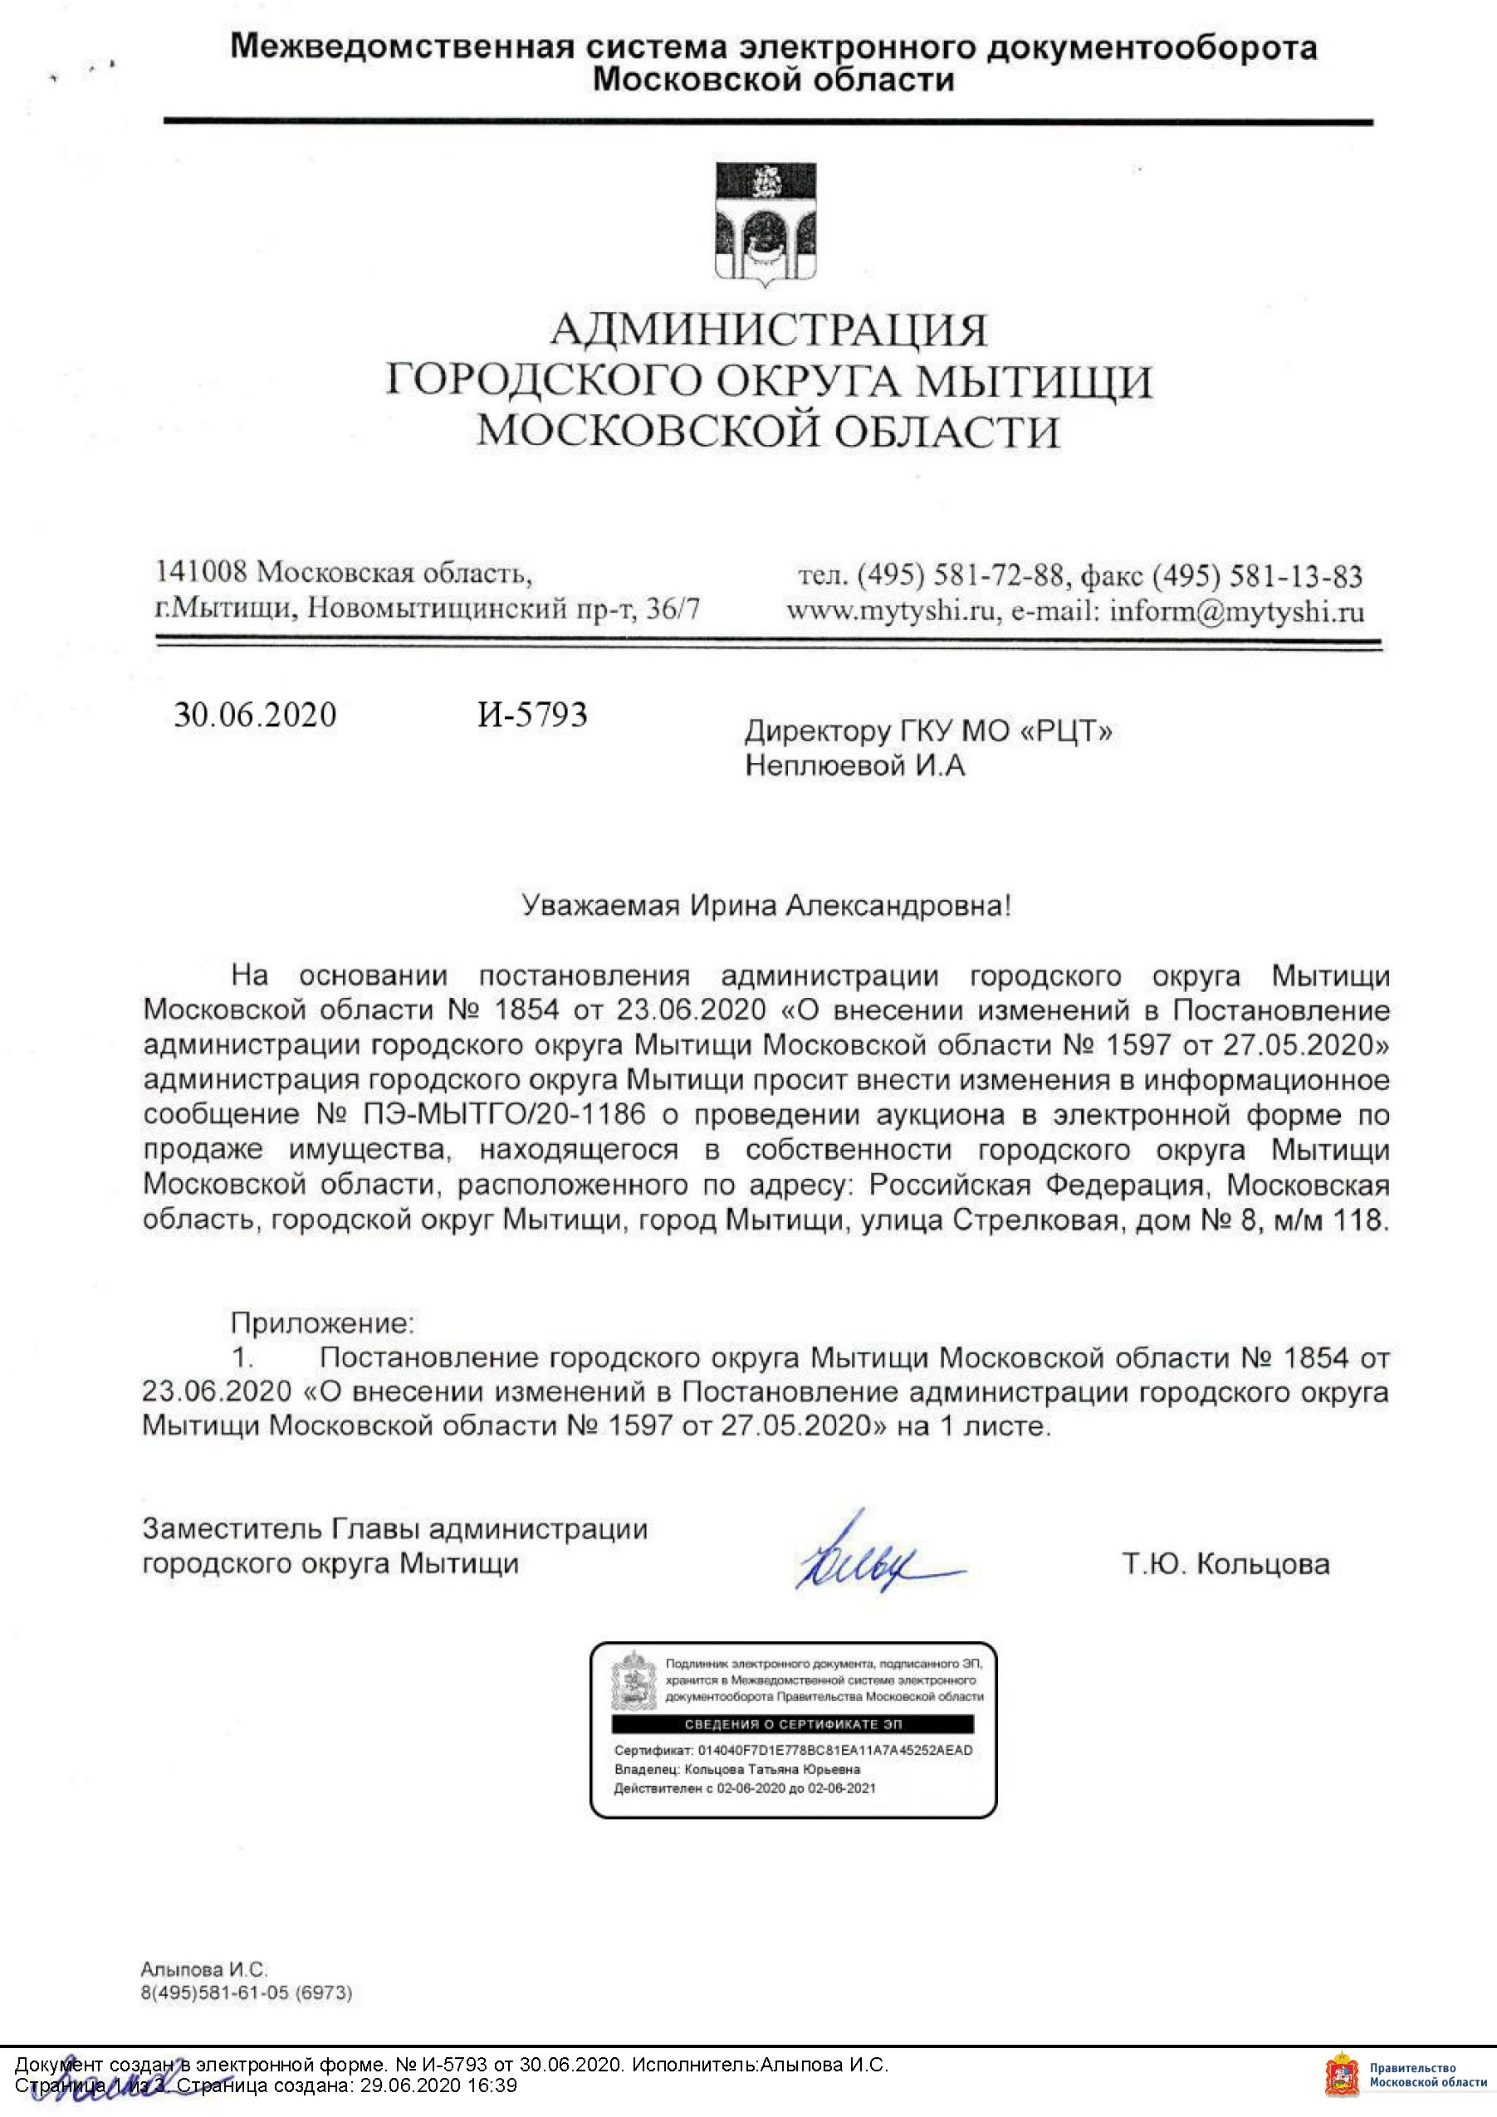 Межведомственная система электронного документооборота
Московской области
АДМИНИСТРАЦИЯ
ГОРОДСКОГО ОКРУГА МЫТИЩИ
МОСКОВСКОЙ ОБЛАСТИ
141008 Московская область,
г.Мытищи, Новомытищинский пр-т, 36/7
тел. (495) 581-72-88, факс (495) 581-13-83
www.mytyshi.ru, e-mail: inform@mytyshi.ru
30.06.2020 И-5793
Директору ГКУ МО «РЦТ»
Неплюевой И.А
Уважаемая Ирина Александровна!
На основании постановления администрации городского округа Мытищи
Московской области № 1854 от 23.06.2020 «О внесении изменений в Постановление
администрации городского округа Мытищи Московской области № 1597 от 27.05.2020»
администрация городского округа Мытищи просит внести изменения в информационное
сообщение № ПЭ-МЫТГО/20-1186 о проведении аукциона в электронной форме по
продаже имущества, находящегося в собственности городского округа Мытищи
Московской области, расположенного по адресу: Российская Федерация, Московская
область, городской округ Мытищи, город Мытищи, улица Стрелковая, дом № 8, м/м 118.
Приложение:
1. Постановление городского округа Мытищи Московской области № 1854 от
23.06.2020 «О внесении изменений в Постановление администрации городского округа
Мытищи Московской области № 1597 от 27.05.2020» на 1 листе.
Заместитель Главы администрации
городского округа Мытищи
Т.Ю. Кольцова
Подлинник электронного документа, подписанного ЭП,
хранится в Межведомственной системе электронного
документооборота Правительства Московской области
СВЕДЕНИЯ О СЕРТИФИКАТЕ ЭП
Сертификат: 014040F7D1E778BC81EA11A7A45252AEAD
Владелец: Кольцова Татьяна Юрьевна
Действителен с 02-06-2020 до 02-06-2021
Алыпова И.С.
8(495)581-61-05 (6973)
Документ создан в электронной форме. № И-5793 от 30.06.2020. Исполнитель:Алыпова И.С.
Страница 1 из 3. Страница создана: 29.06.2020 16:39
Правительство
Московской области